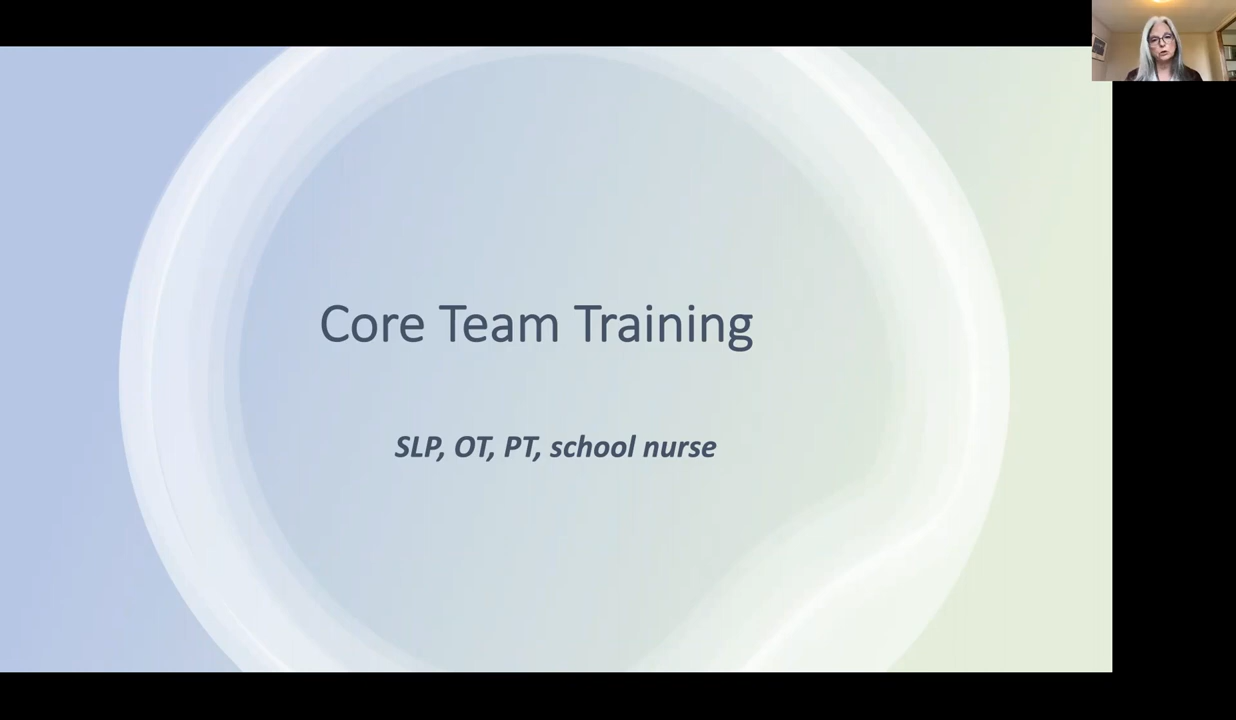 Core Team Training
SLP, OT, PT, school nurse